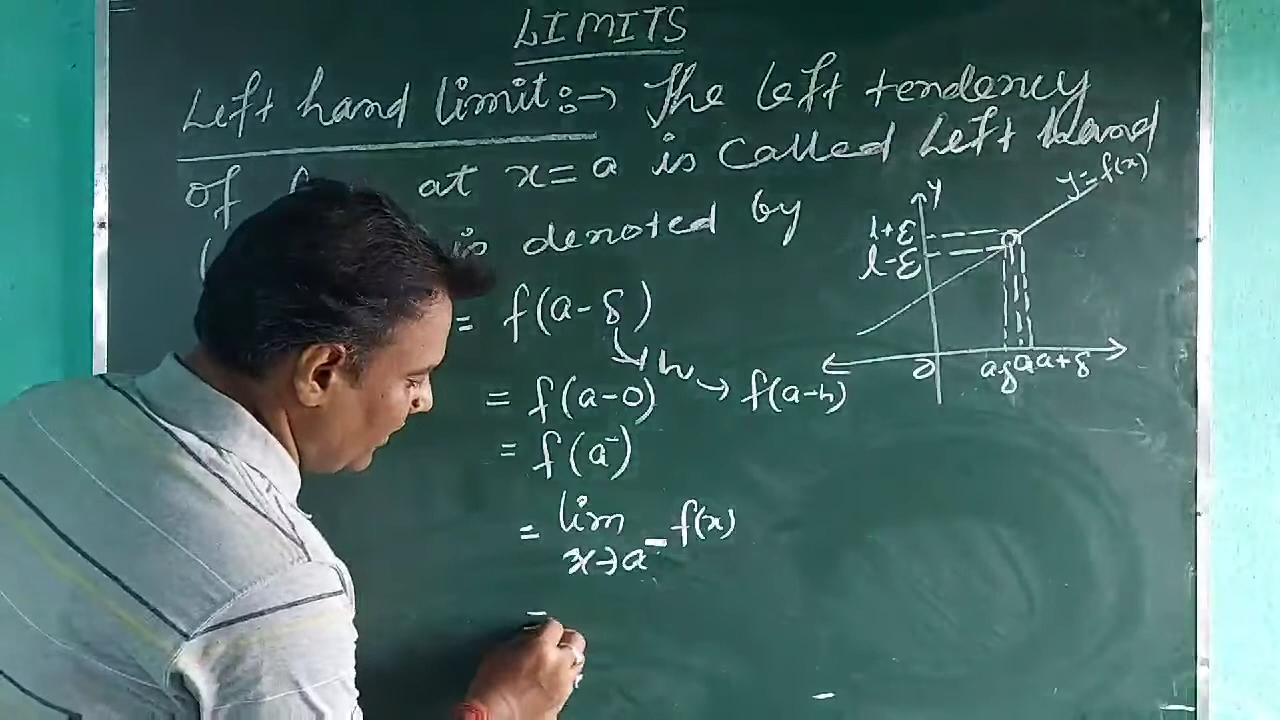 LIMITS
Left hand limit :-→ The left tendency
of at x=a is called Left hand
is denoted by
= f(a-δ)
h → f(a-h)
= f(a-0)
= f(a⁻)
= lim f(x)
x→a⁻
=
y
y=f(x)
l+ε
l-ε
0
a-δ a a+δ